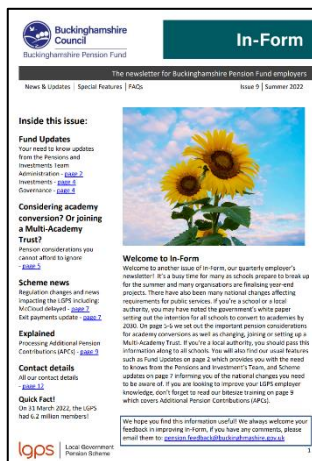 Buckinghamshire
Council
Buckinghamshire Pension Fund
In-Form
The newsletter for Buckinghamshire Pension Fund employers
News & Updates | Special Features | FAQs
Issue 9 | Summer 2022
Inside this issue:
Fund Updates
Your need to know updates
from the Pensions and
Investments Team
Administration - page 2
Investments - page 4
Governance - page 4
Considering academy
conversion? Or joining
a Multi-Academy
Trust?
Pension considerations you
cannot afford to ignore
- page 5
Scheme news
Regulation changes and news
impacting the LGPS including:
McCloud delayed - page 7
Exit payments update - page 7
Explained
Processing Additional Pension
Contributions (APCs) - page 9
Contact details
All our contact details
- page 12
Quick Fact!
On 31 March 2022, the LGPS
had 6.2 million members!
Welcome to In-Form
Welcome to another issue of In-Form, our quarterly employer's
newsletter! It's a busy time for many as schools prepare to break up
for the summer and many organisations are finalising year-end
projects. There have also been many national changes affecting
requirements for public services. If you're a school or a local
authority, you may have noted the government's white paper
setting out the intention for all schools to convert to academies by
2030. On page 5-6 we set out the important pension considerations
for academy conversions as well as changing, joining or setting up a
Multi-Academy Trust. If you're a local authority, you should pass this
information along to all schools. You will also find our usual features
such as Fund Updates on page 2 which provides you with the need
to knows from the Pensions and Investment's Team, and Scheme
updates on page 7 informing you of the national changes you need
to be aware of. If you are looking to improve your LGPS employer
knowledge, don't forget to read our bitesize training on page 9
which covers Additional Pension Contributions (APCs).
We hope you find this information useful! We always welcome your
feedback in improving In-Form, if you have any comments, please
email them to: pension.feedback@buckinghamshire.gov.uk
lgps
Local Government
Pension Scheme
1